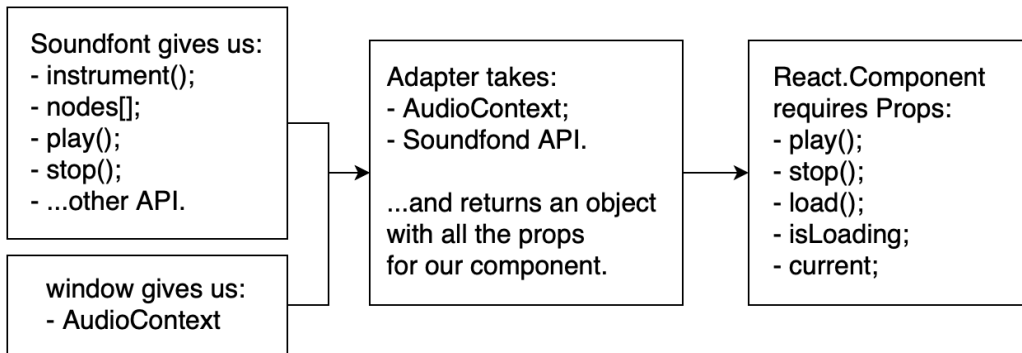 Soundfont gives us:
- instrument();
- nodes[];
- play();
- stop();
- ...other API.
window gives us:
- AudioContext
Adapter takes:
- AudioContext;
- Soundfond API.
...and returns an object
with all the props
for our component.
React.Component
requires Props:
- play();
- stop();
- load();
- isLoading;
- current;